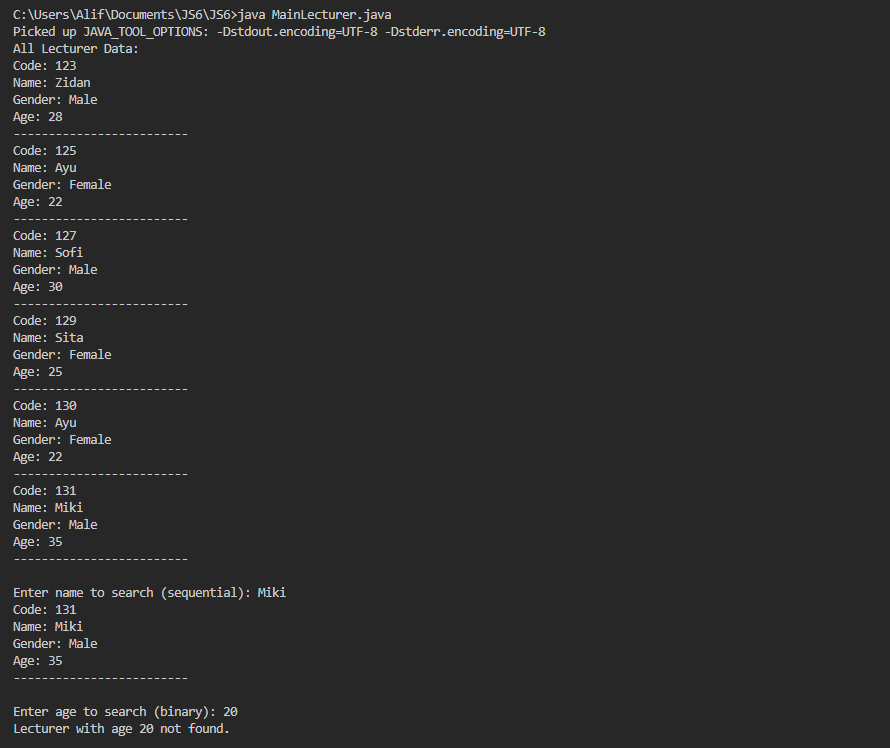 C:\Users\Alif\Documents\JS6\JS6>java MainLecturer.java
Picked up JAVA_TOOL_OPTIONS: -Dstdout.encoding=UTF-8 -Dstderr.encoding=UTF-8
All Lecturer Data:
Code: 123
Name: Zidan
Gender: Male
Age: 28
-------------------------
Code: 125
Name: Ayu
Gender: Female
Age: 22
-------------------------
Code: 127
Name: Sofi
Gender: Male
Age: 30
-------------------------
Code: 129
Name: Sita
Gender: Female
Age: 25
-------------------------
Code: 130
Name: Ayu
Gender: Female
Age: 22
-------------------------
Code: 131
Name: Miki
Gender: Male
Age: 35
-------------------------
Enter name to search (sequential): Miki
Code: 131
Name: Miki
Gender: Male
Age: 35
-------------------------
Enter age to search (binary): 20
Lecturer with age 20 not found.